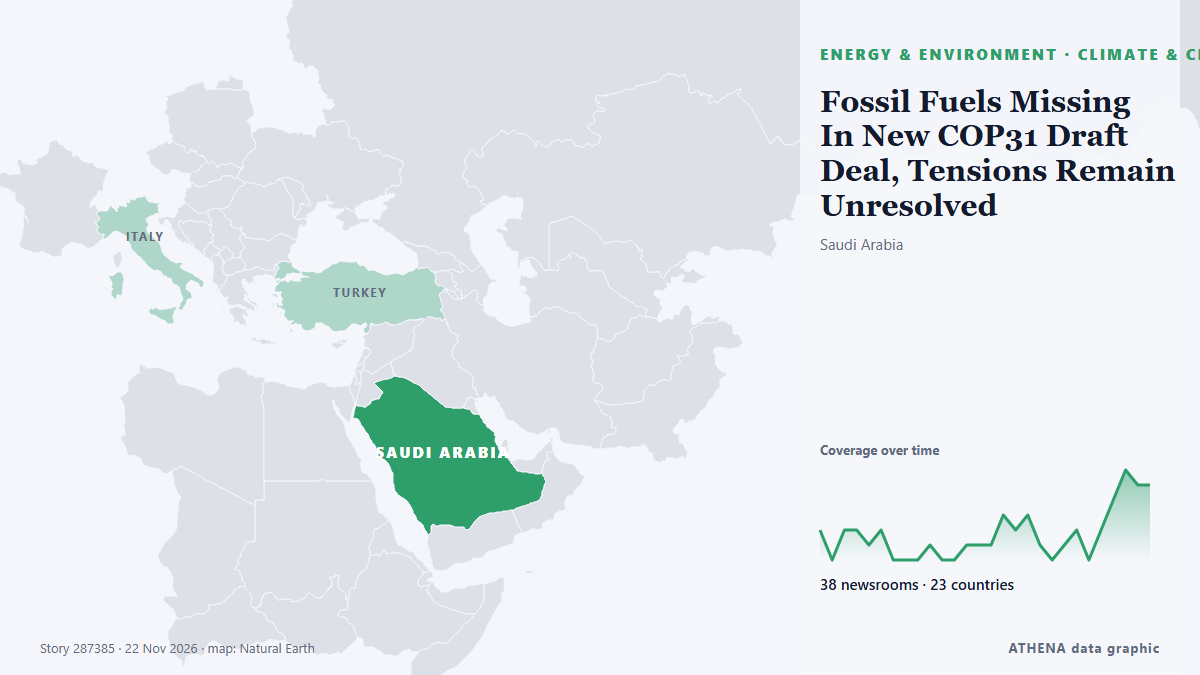 ENERGY & ENVIRONMENT · CLIMATE &
Fossil Fuels Missing
In New COP31 Draft
Deal, Tensions Remain
Unresolved
Saudi Arabia
ITALY
TURKEY
SAUDI ARABIA
Coverage over time
38 newsrooms · 23 countries
Story 287385 · 22 Nov 2026 · map: Natural Earth
ATHENA data graphic